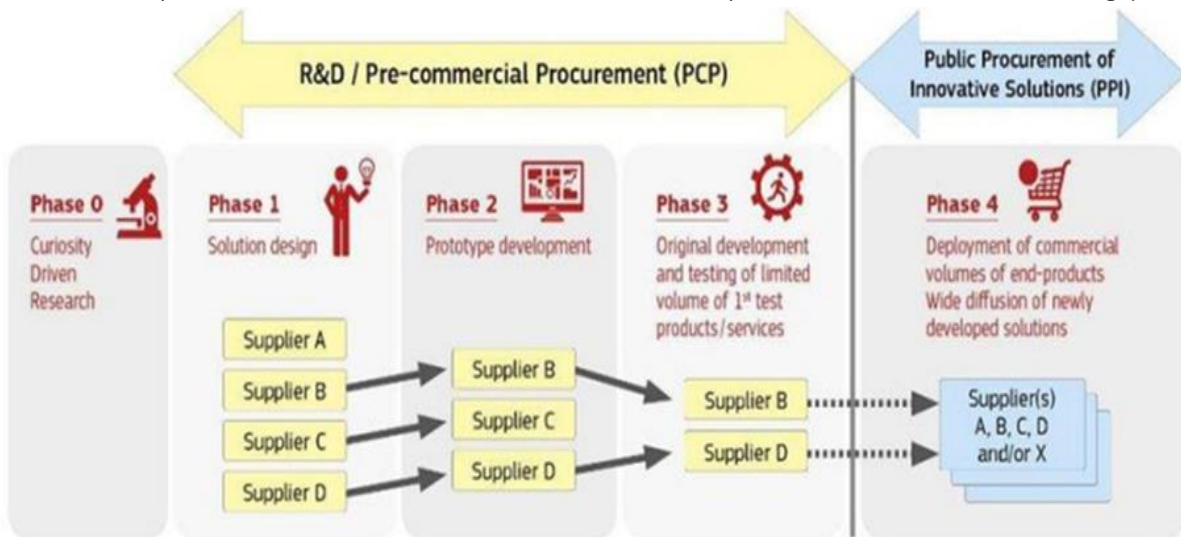 R&D / Pre-commercial Procurement (PCP)
Public Procurement of
Innovative Solutions (PPI)
Phase 0
Curiosity
Driven
Research
Phase 1
Solution design
Supplier A
Supplier B
Supplier C
Supplier D
Phase 2
Prototype development
Supplier B
Supplier C
Supplier D
Phase 3
Original development
and testing of limited
volume of 1st test
products/services
Supplier B
Supplier D
Phase 4
Deployment of commercial
volumes of end-products
Wide diffusion of newly
developed solutions
Supplier(s)
A, B, C, D
and/or X